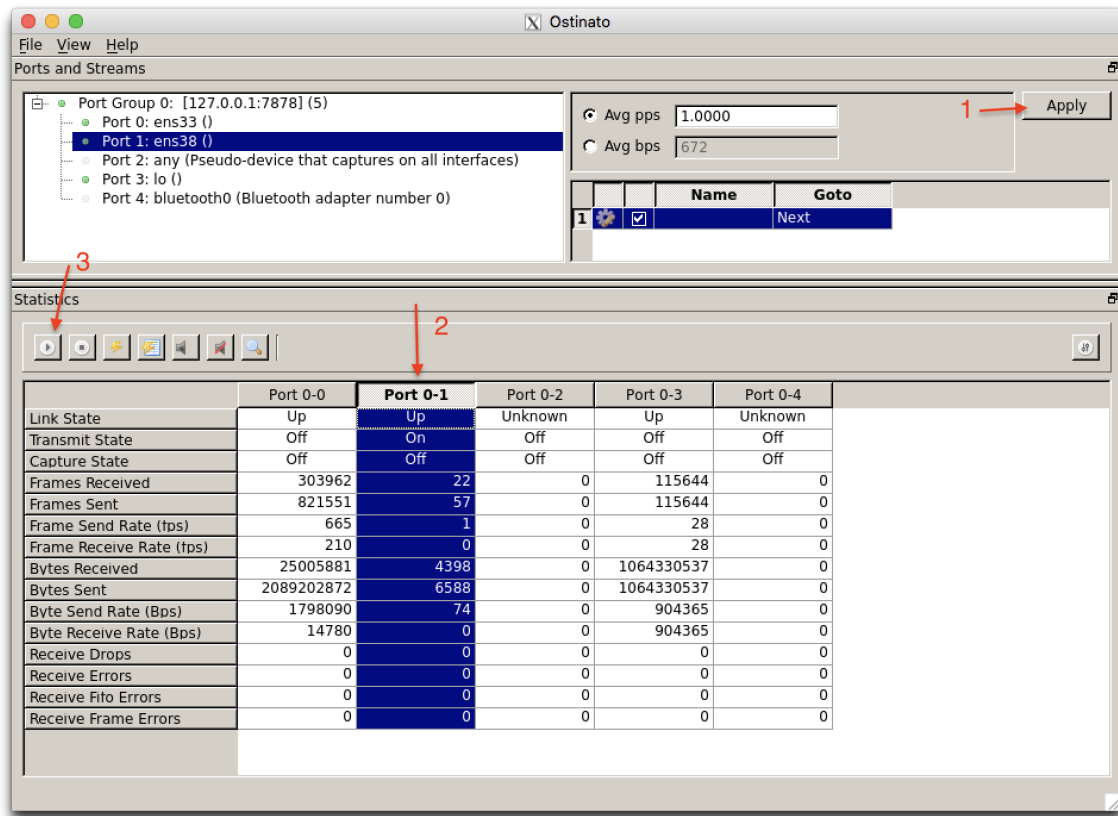 X Ostinato
File View Help
Ports and Streams
Port Group 0: [127.0.0.1:7878] (5)
Port 0: ens33 ()
Port 1: ens38 ()
Port 2: any (Pseudo-device that captures on all interfaces)
Port 3: lo ()
Port 4: bluetooth0 (Bluetooth adapter number 0)
Avg pps 1.0000
Avg bps 672
1
Apply
Name Goto
1 Next
3
Statistics
2
Port 0-0 Port 0-1 Port 0-2 Port 0-3 Port 0-4
Link State Up Up Unknown Up Unknown
Transmit State Off On Off Off Off
Capture State Off Off Off Off Off
Frames Received 303962 22 0 115644 0
Frames Sent 821551 57 0 115644 0
Frame Send Rate (fps) 665 1 0 28 0
Frame Receive Rate (fps) 210 0 0 28 0
Bytes Received 25005881 4398 0 1064330537 0
Bytes Sent 2089202872 6588 0 1064330537 0
Byte Send Rate (Bps) 1798090 74 0 904365 0
Byte Receive Rate (Bps) 14780 0 0 904365 0
Receive Drops 0 0 0 0 0
Receive Errors 0 0 0 0 0
Receive Fifo Errors 0 0 0 0 0
Receive Frame Errors 0 0 0 0 0